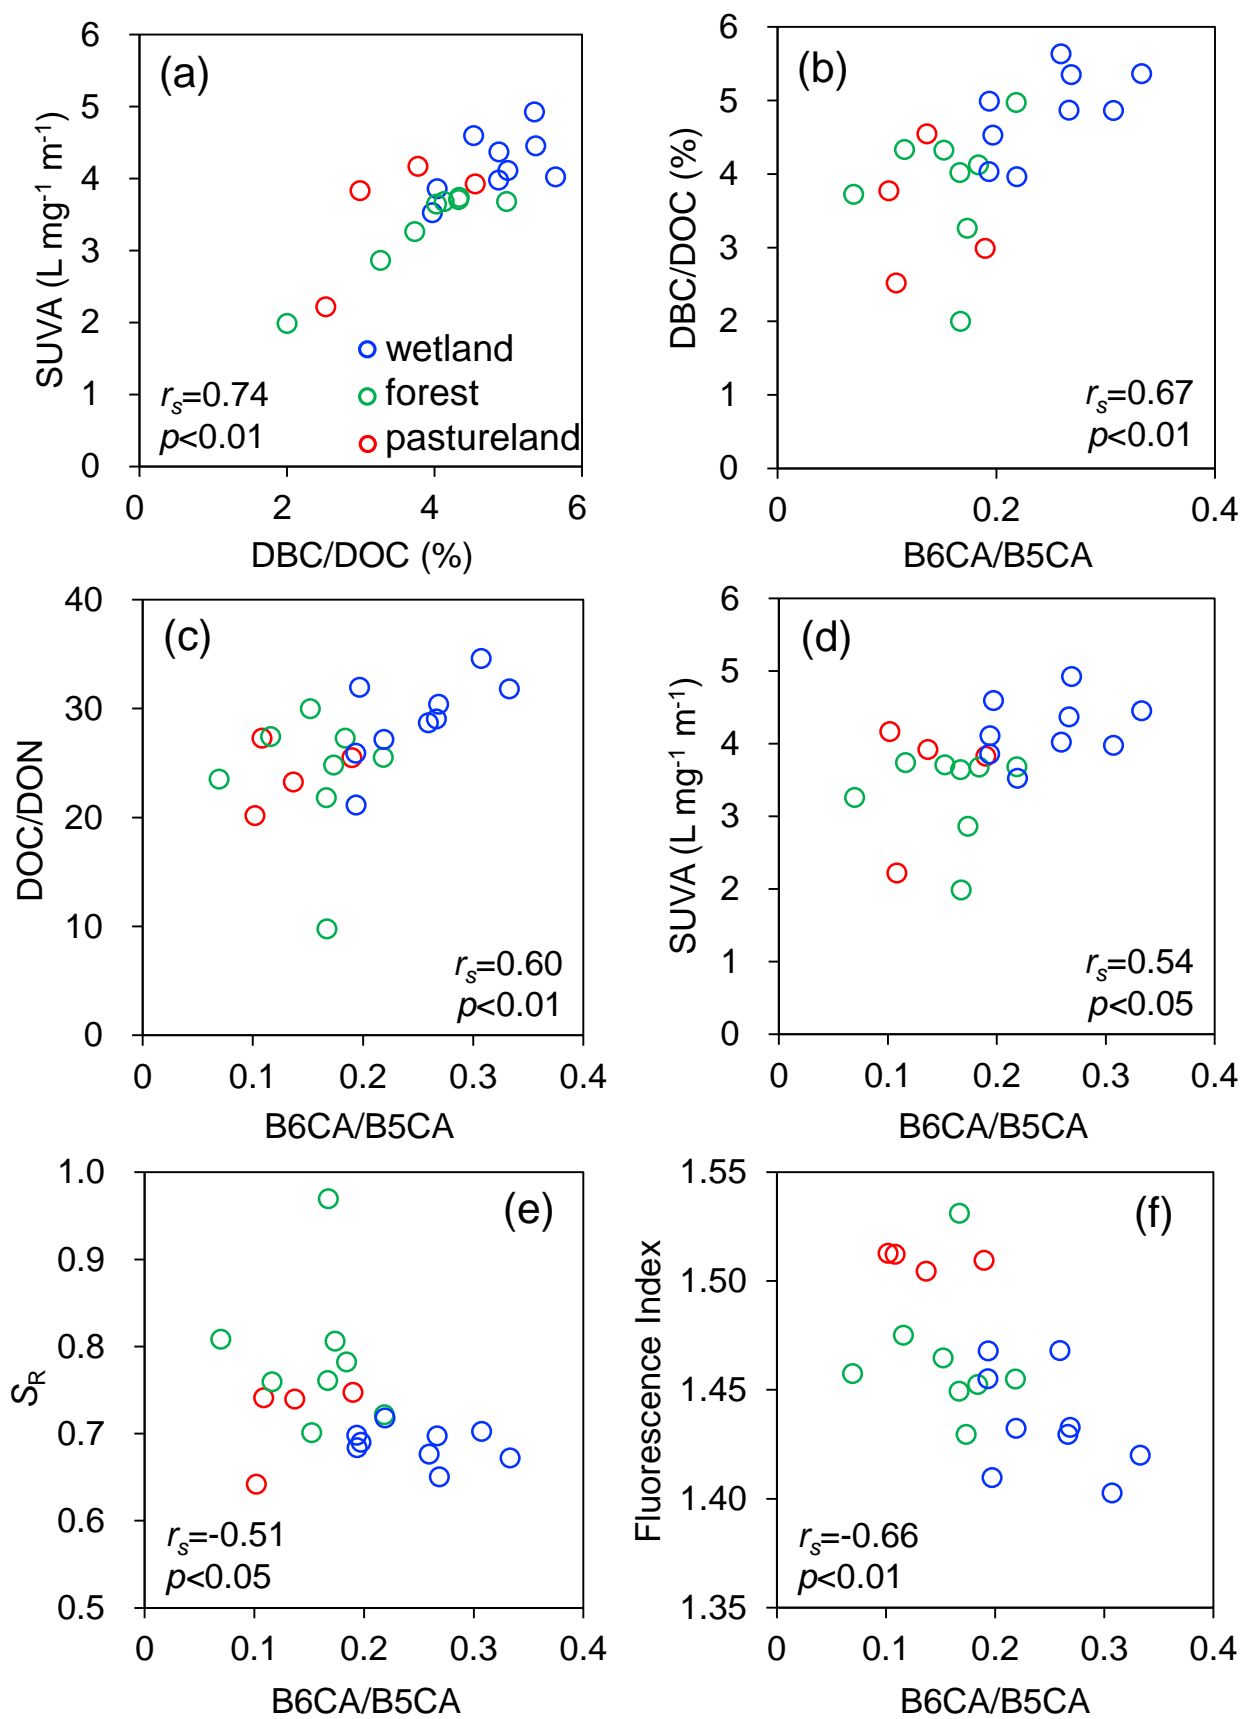 (a)
6
5
4
3
2
1
0
SUVA (L mg⁻¹ m⁻¹)
wetland
forest
pastureland
rₛ=0.74
p<0.01
0 2 4 6
DBC/DOC (%)
(b)
6
5
4
3
2
1
0
DBC/DOC (%)
rₛ=0.67
p<0.01
0 0.2 0.4
B6CA/B5CA
(c)
40
30
20
10
0
DOC/DON
rₛ=0.60
p<0.01
0 0.1 0.2 0.3 0.4
B6CA/B5CA
(d)
6
5
4
3
2
1
0
SUVA (L mg⁻¹ m⁻¹)
rₛ=0.54
p<0.05
0 0.1 0.2 0.3 0.4
B6CA/B5CA
(e)
1.0
0.9
0.8
0.7
0.6
0.5
S_R
rₛ=-0.51
p<0.05
0 0.1 0.2 0.3 0.4
B6CA/B5CA
(f)
1.55
1.50
1.45
1.40
1.35
Fluorescence Index
rₛ=-0.66
p<0.01
0 0.1 0.2 0.3 0.4
B6CA/B5CA